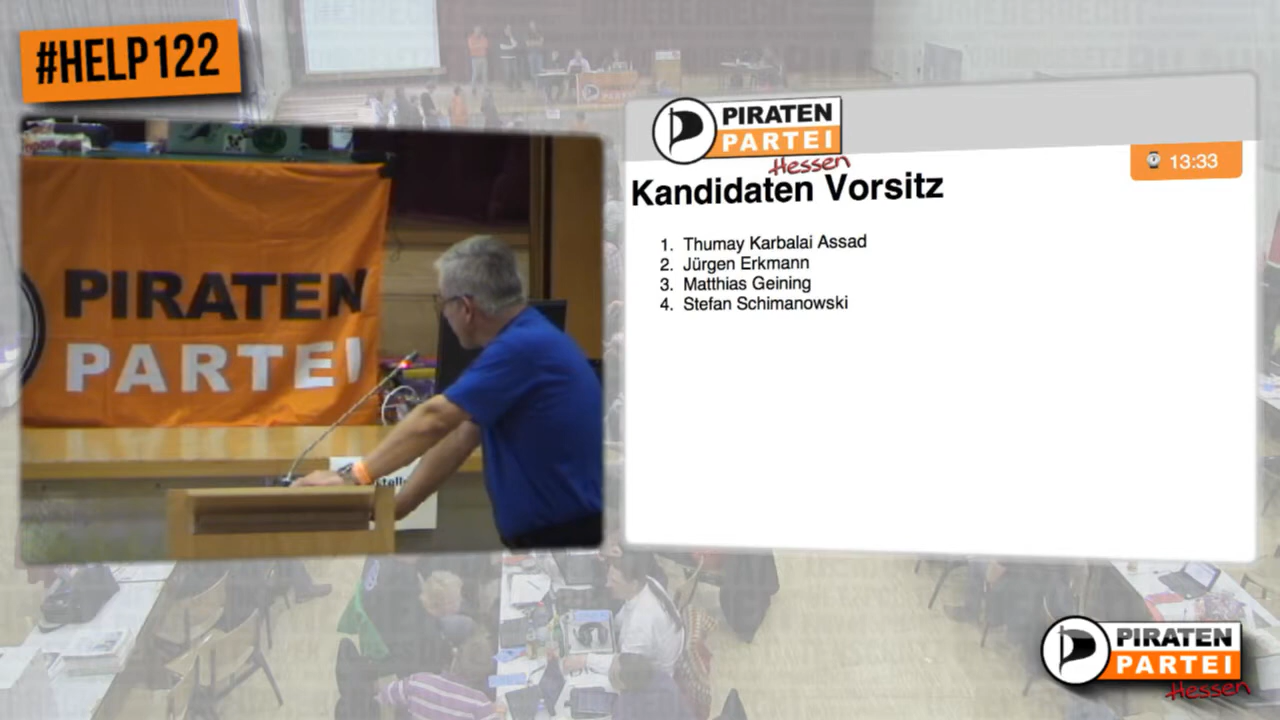 #HELP122
PIRATEN
PARTEI
Hessen
13:33
Kandidaten Vorsitz
1. Thumay Karbalai Assad
2. Jürgen Erkmann
3. Matthias Geining
4. Stefan Schimanowski
PIRATEN
PARTEI
PIRATEN
PARTEI
Hessen